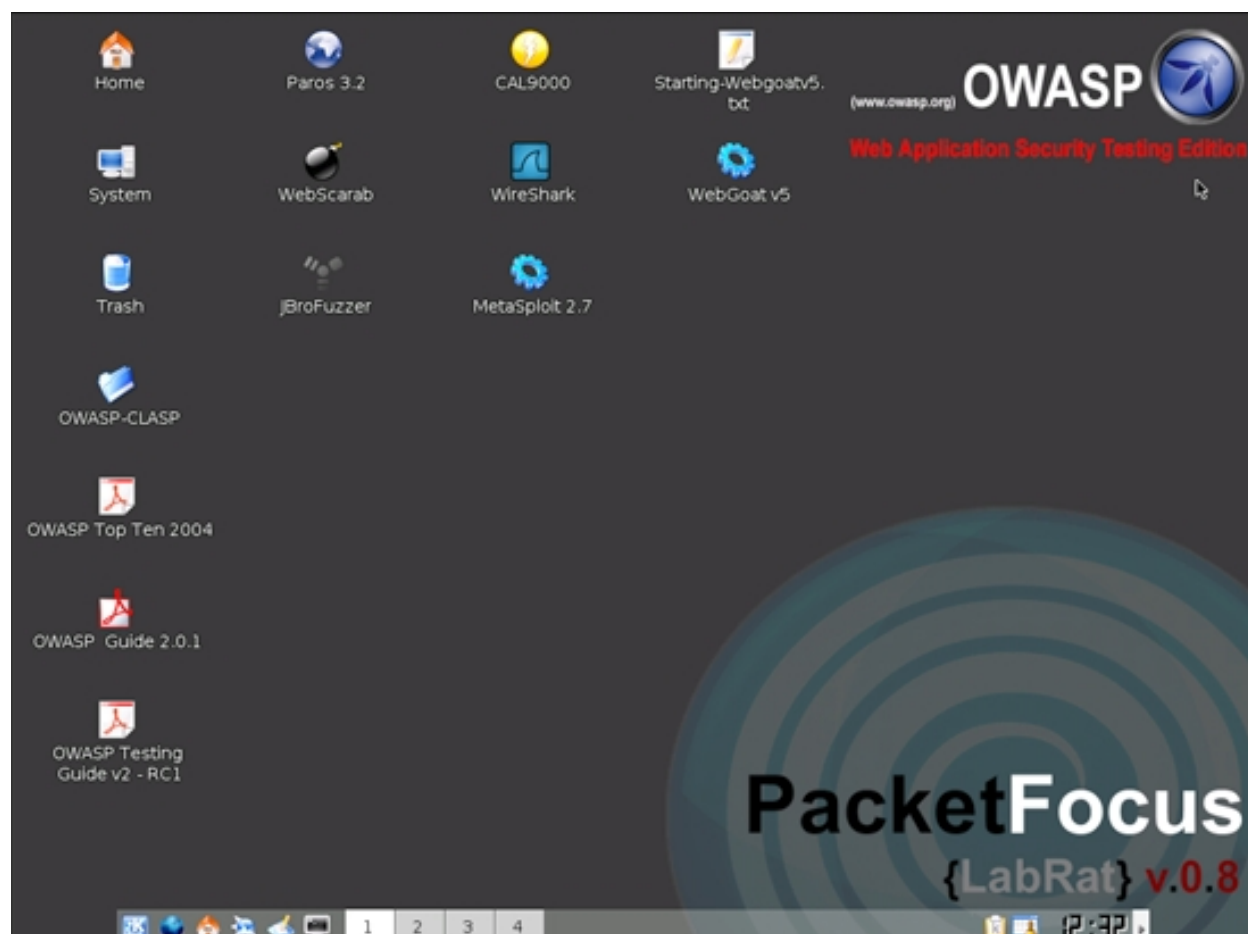 Home
Paros 3.2
CAL9000
Starting-Webgoatv5.
txt
(www.owasp.org) OWASP
Web Application Security Testing Edition
System
WebScarab
WireShark
WebGoat v5
Trash
JBroFuzzer
MetaSploit 2.7
OWASP-CLASP
OWASP Top Ten 2004
OWASP Guide 2.0.1
OWASP Testing
Guide v2 - RC1
PacketFocus
{LabRat} v.0.8
1 2 3 4
12:32